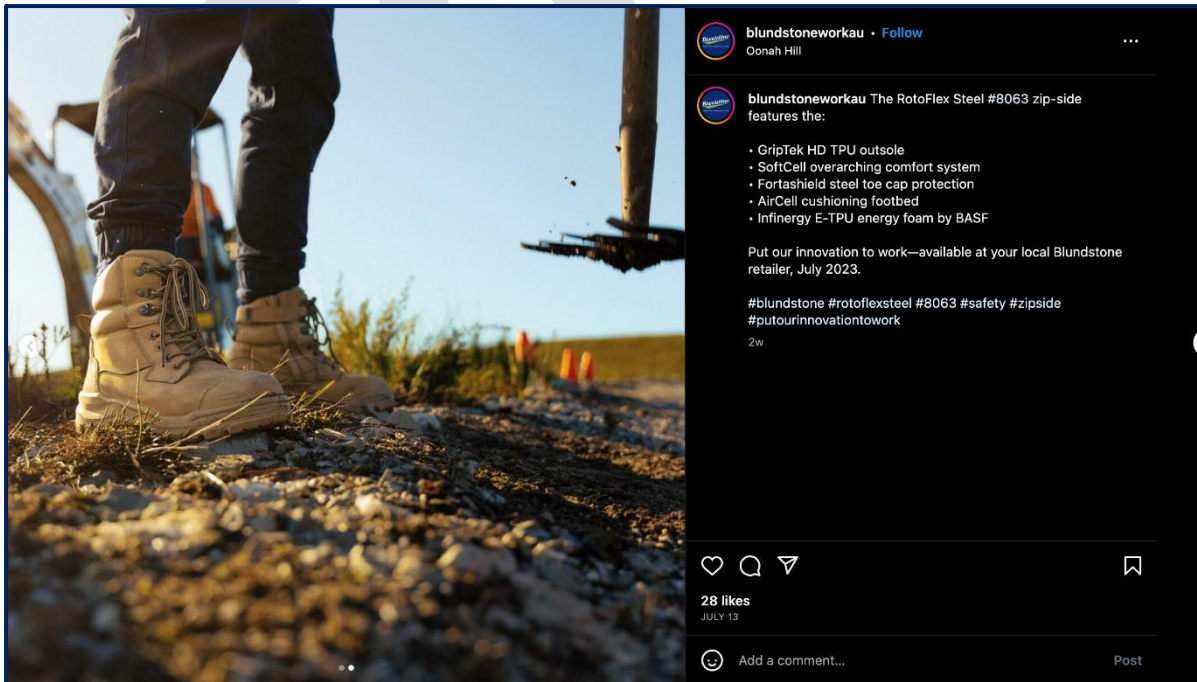 blundstoneworkau • Follow
Oonah Hill
blundstoneworkau The RotoFlex Steel #8063 zip-side
features the:
• GripTek HD TPU outsole
• SoftCell overarching comfort system
• Fortashield steel toe cap protection
• AirCell cushioning footbed
• Infinergy E-TPU energy foam by BASF
Put our innovation to work—available at your local Blundstone
retailer, July 2023.
#blundstone #rotoflexsteel #8063 #safety #zipside
#putourinnovationtowork
2w
28 likes
JULY 13
Add a comment...
Post